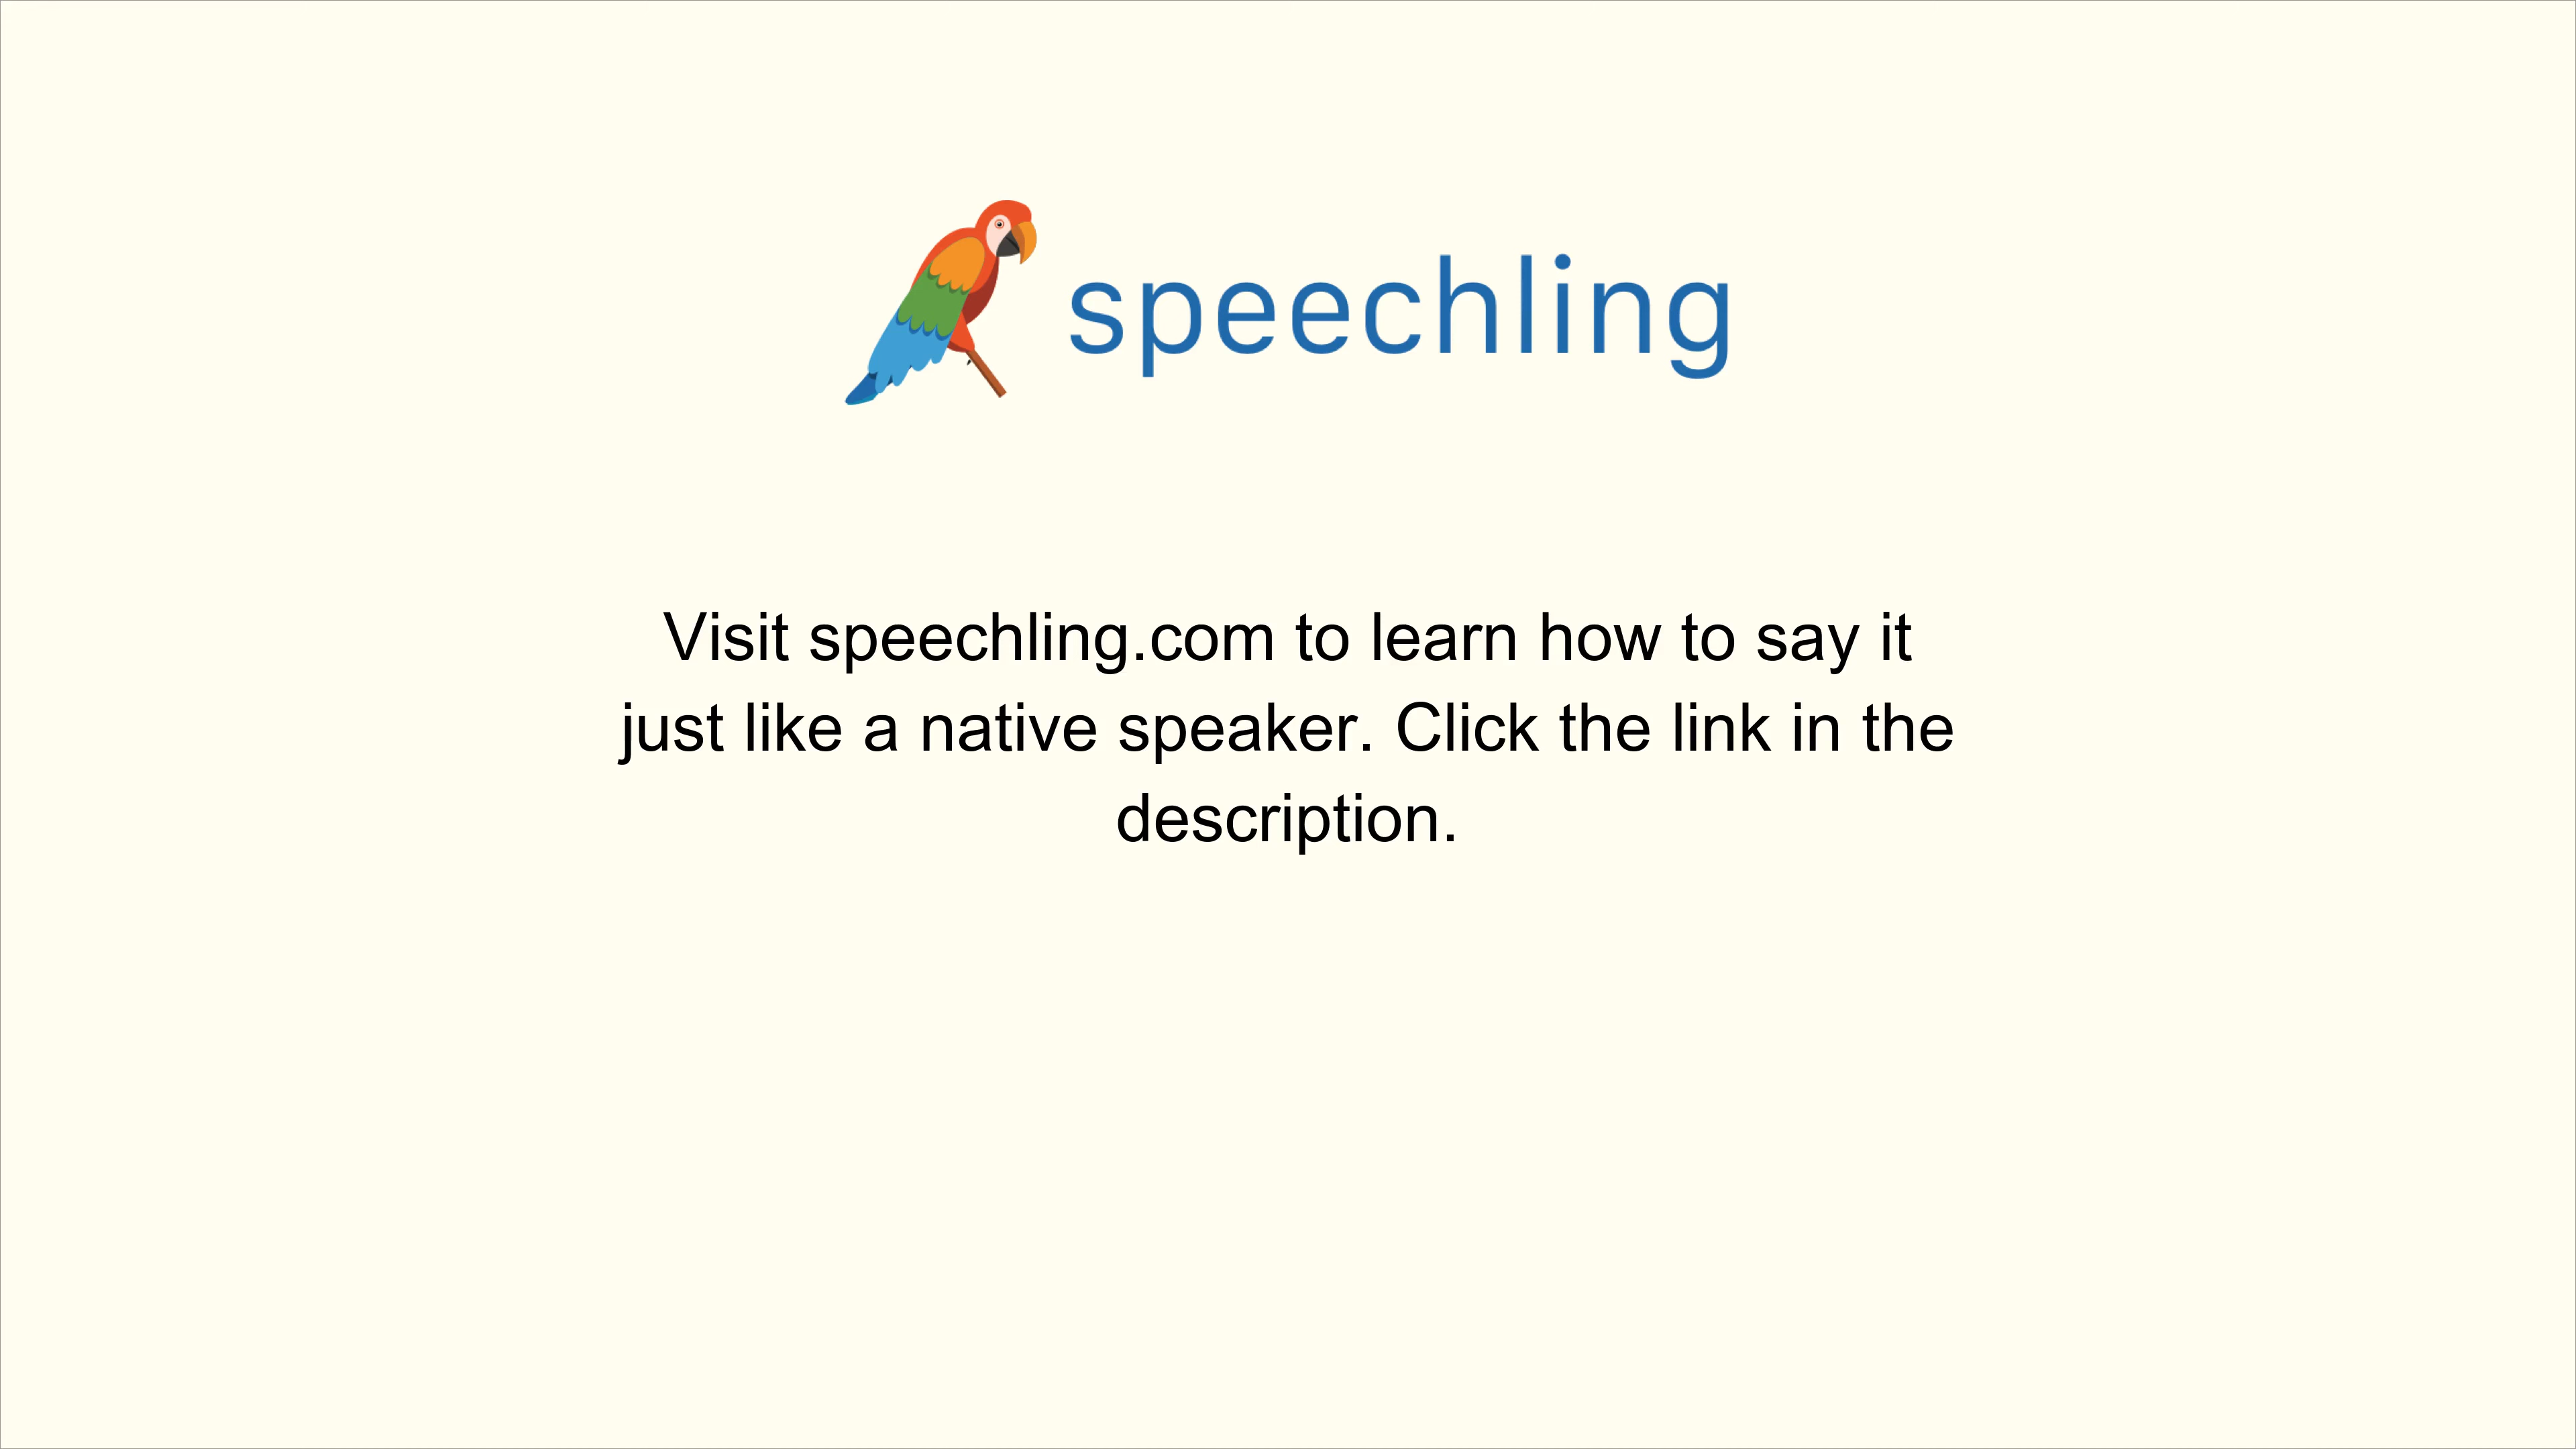 speechling
Visit speechling.com to learn how to say it
just like a native speaker. Click the link in the
description.